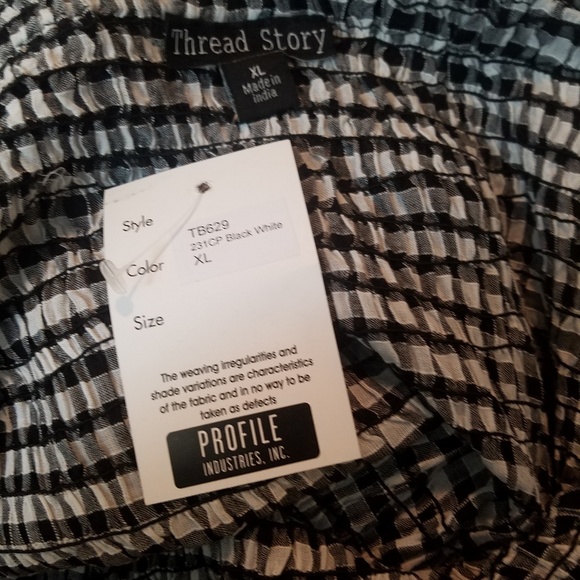 Thread Story
XL
Made in
india
Style
TB629
231CP Black White
Color
XL
Size
The weaving irregularities and
shade variations are characteristics
of the fabric and in no way to be
taken as detects
PROFILE
INDUSTRIES, INC.